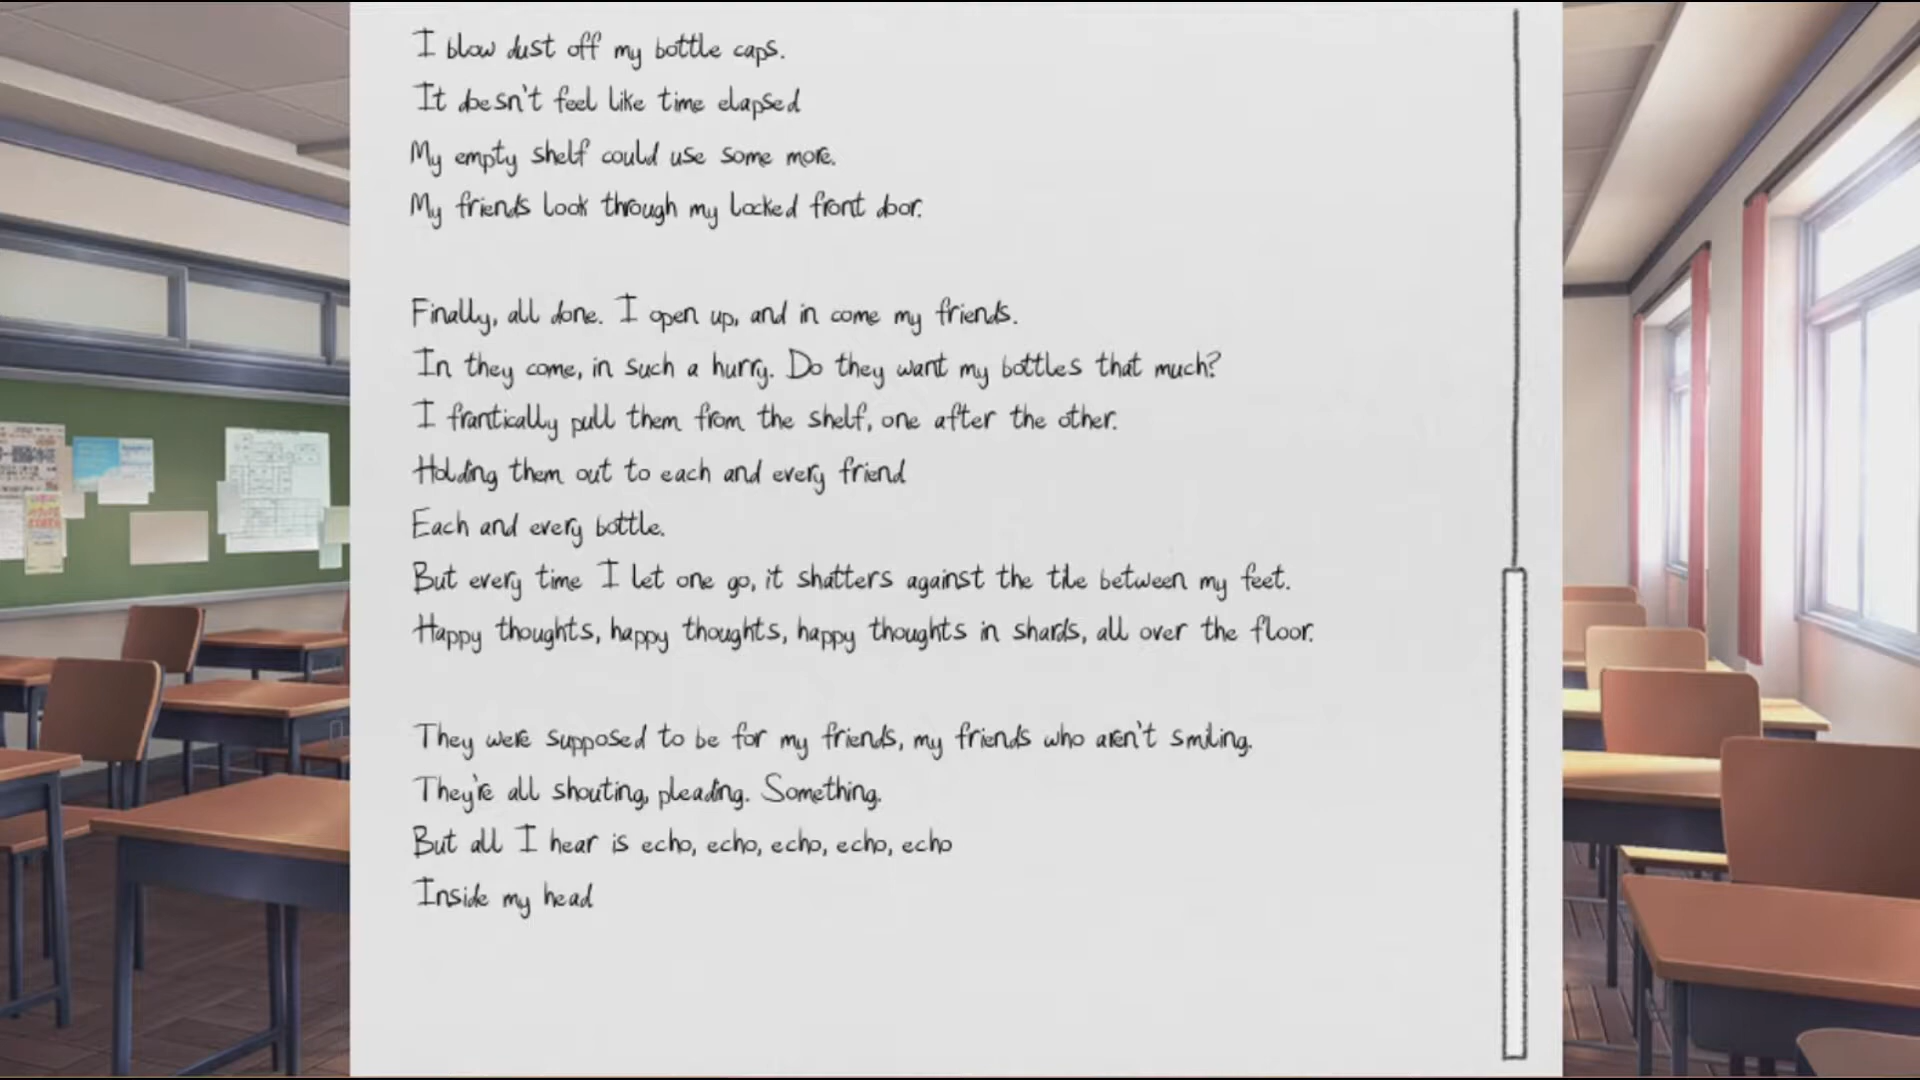 I blow dust off my bottle caps.
It doesn't feel like time elapsed
My empty shelf could use some more.
My friends look through my locked front door.
Finally, all done. I open up, and in come my friends.
In they come, in such a hurry. Do they want my bottles that much?
I frantically pull them from the shelf, one after the other.
Holding them out to each and every friend
Each and every bottle.
But every time I let one go, it shatters against the tile between my feet.
Happy thoughts, happy thoughts, happy thoughts in shards, all over the floor.
They were supposed to be for my friends, my friends who aren't smiling.
They're all shouting, pleading. Something.
But all I hear is echo, echo, echo, echo, echo
Inside my head